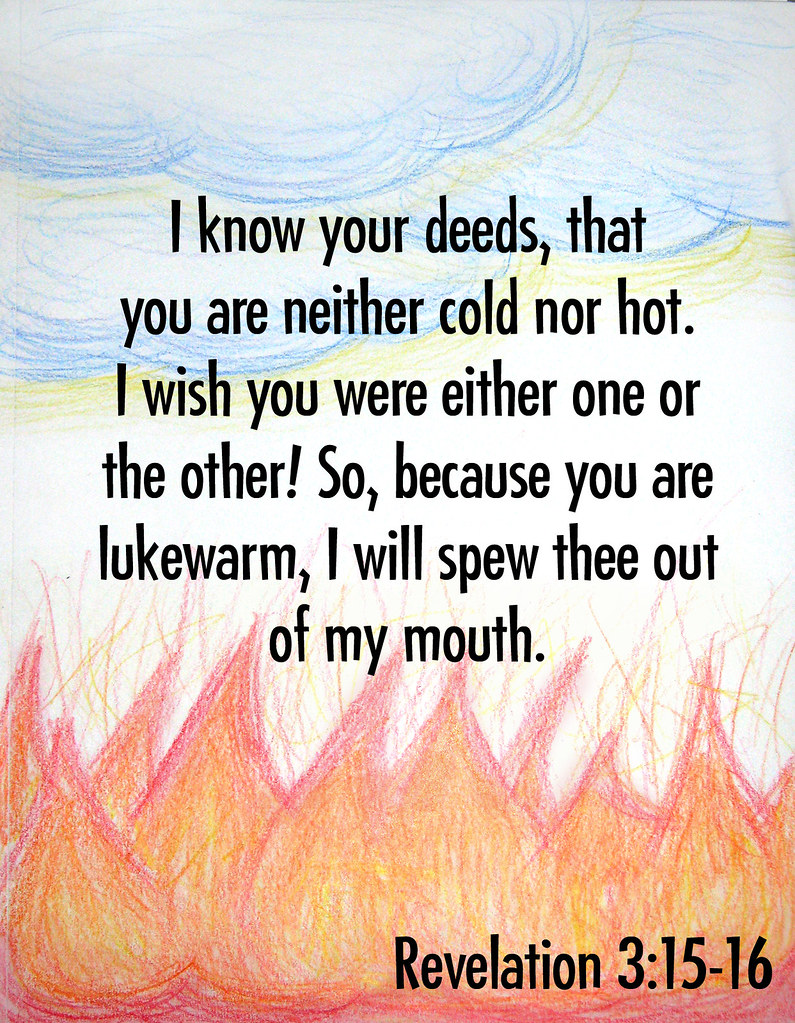 I know your deeds, that
you are neither cold nor hot.
I wish you were either one or
the other! So, because you are
lukewarm, I will spew thee out
of my mouth.
Revelation 3:15-16